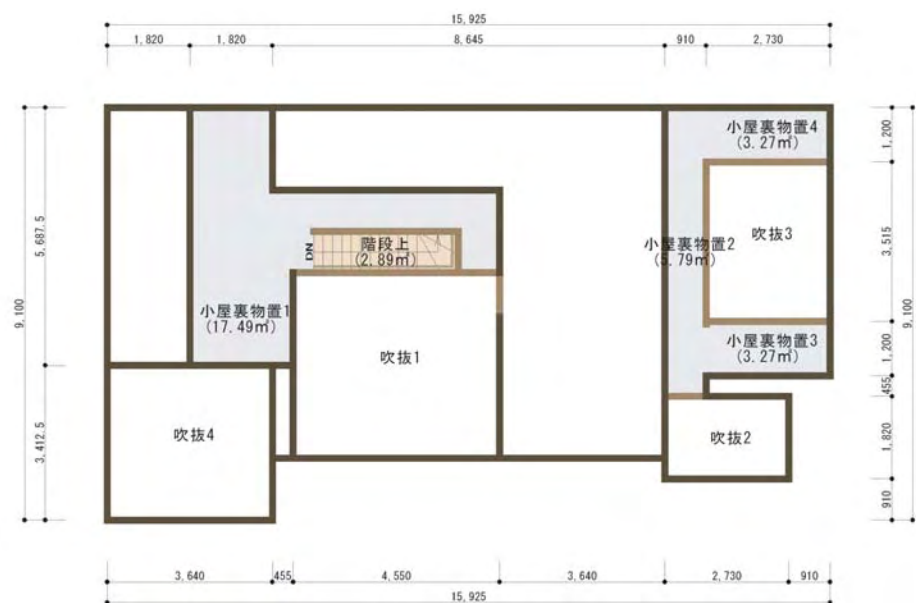 15,925
1,820
1,820
8,645
910
2,730
小屋裏物置4
(3.27㎡)
1,200
5,687.5
階段上
(2.89㎡)
DN
小屋裏物置2
(5.79㎡)
吹抜3
3,515
9,100
小屋裏物置1
(17.49㎡)
9,100
小屋裏物置3
(3.27㎡)
1,200
吹抜1
455
吹抜4
3,412.5
吹抜2
1,820
910
3,640
455
4,550
3,640
2,730
910
15,925